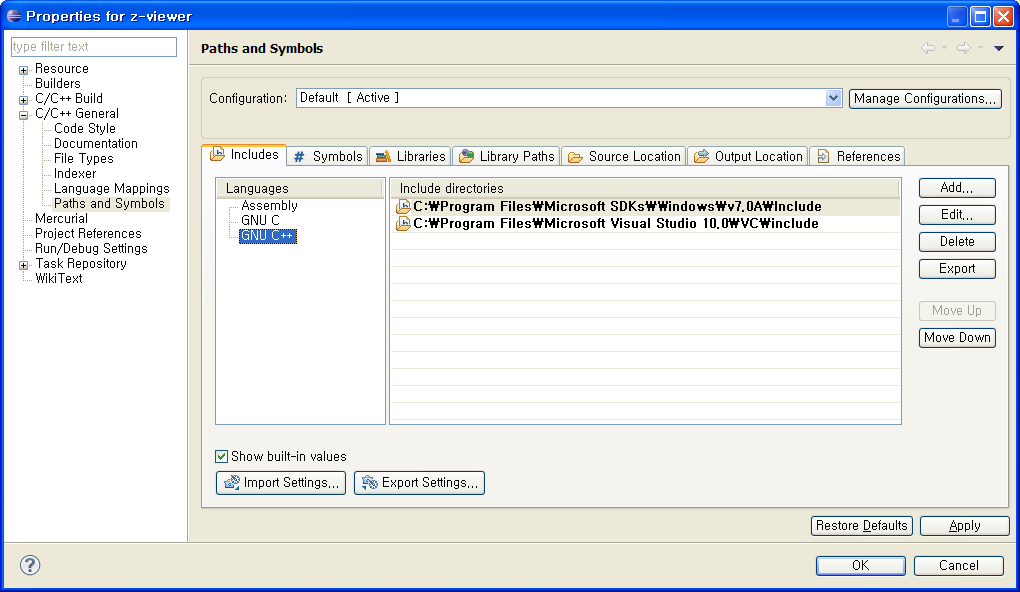 Properties for z-viewer
type filter text
Paths and Symbols
Resource
Builders
C/C++ Build
C/C++ General
Code Style
Documentation
File Types
Indexer
Language Mappings
Paths and Symbols
Mercurial
Project References
Run/Debug Settings
Task Repository
WikiText
Configuration: Default [ Active ] Manage Configurations...
Includes # Symbols Libraries Library Paths Source Location Output Location References
Languages
Assembly
GNU C
GNU C++
Include directories
C:₩Program Files₩Microsoft SDKs₩Windows₩v7.0A₩Include
C:₩Program Files₩Microsoft Visual Studio 10.0₩VC₩include
Add...
Edit...
Delete
Export
Move Up
Move Down
Show built-in values
Import Settings... Export Settings...
Restore Defaults Apply
? OK Cancel